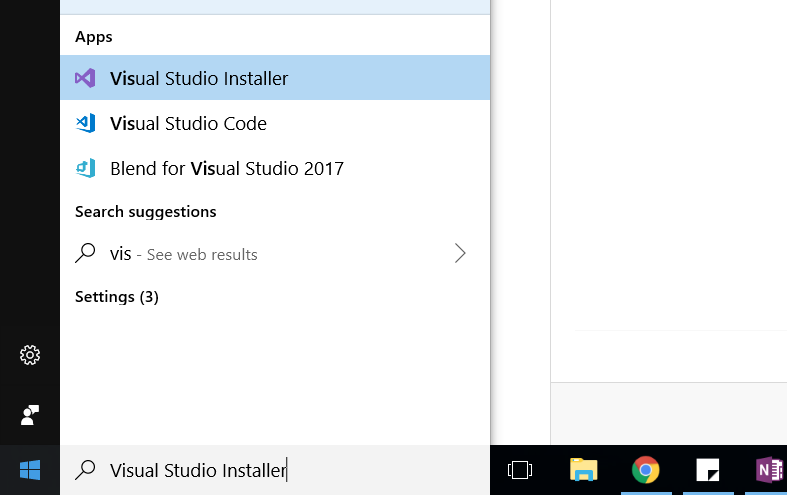 Apps
Visual Studio Installer
Visual Studio Code
Blend for Visual Studio 2017
Search suggestions
vis - See web results
Settings (3)
Visual Studio Installer